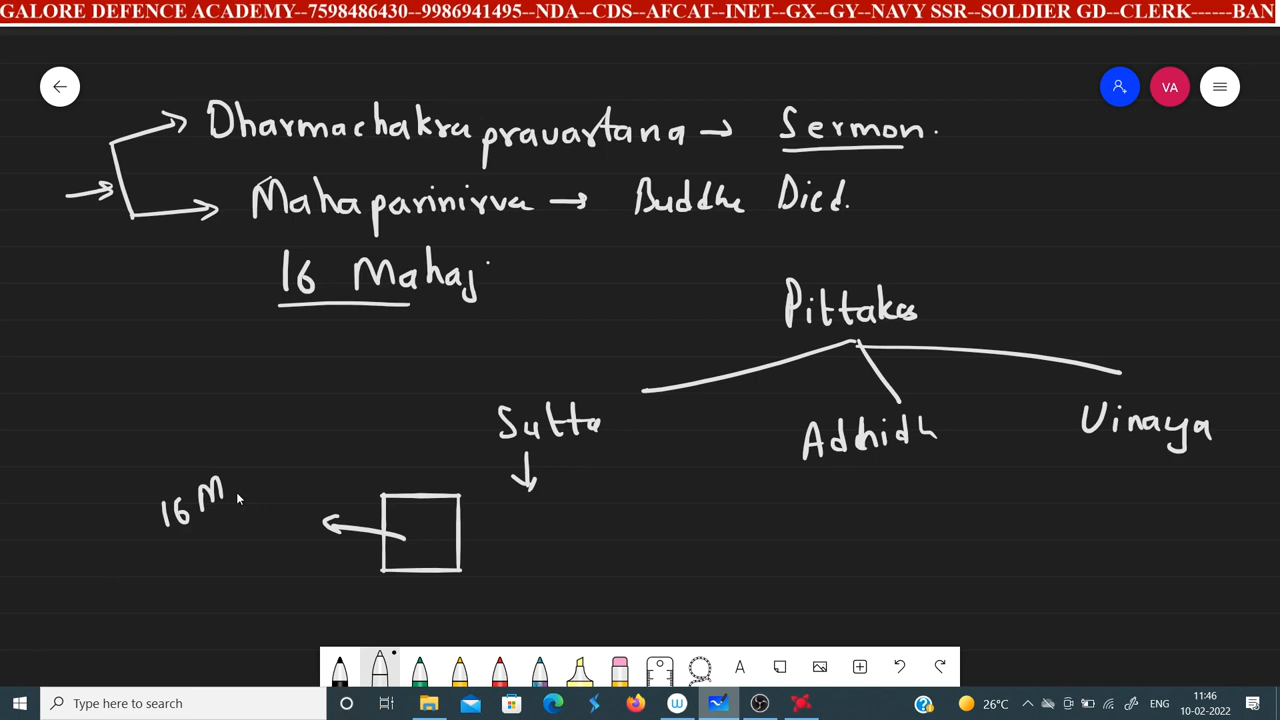 GALORE DEFENCE ACADEMY--7598486430--9986941495--NDA--CDS--AFCAT--INET--GX--GY--NAVY SSR--SOLDIER GD--CLERK------BAN
VA
Dharmachakra pravartana → Sermon.
Mahaparinirva → Buddha Died.
16 Mahaj
Pittakas
Sutta Adhidh Vinaya
16 M
A
Type here to search
26°C
ENG
11:46
10-02-2022